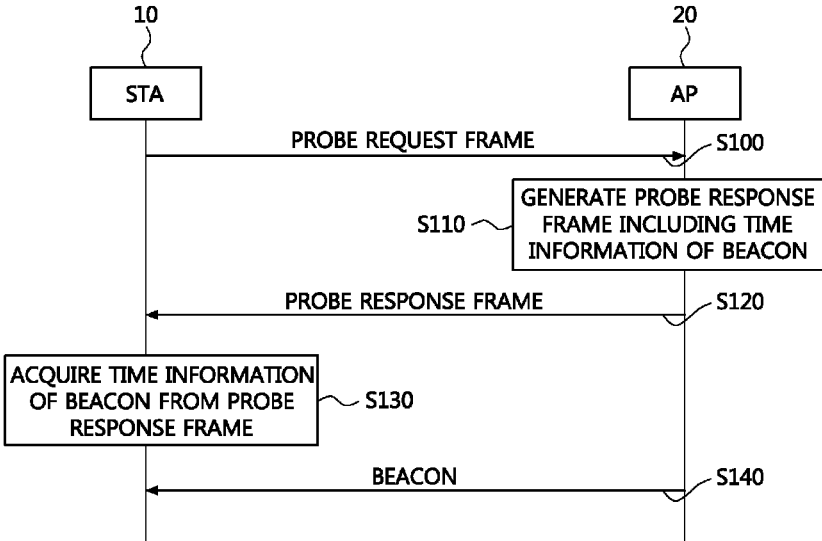 10
20
STA
AP
PROBE REQUEST FRAME
S100
GENERATE PROBE RESPONSE
FRAME INCLUDING TIME
INFORMATION OF BEACON
S110
PROBE RESPONSE FRAME
S120
ACQUIRE TIME INFORMATION
OF BEACON FROM PROBE
RESPONSE FRAME
S130
BEACON
S140